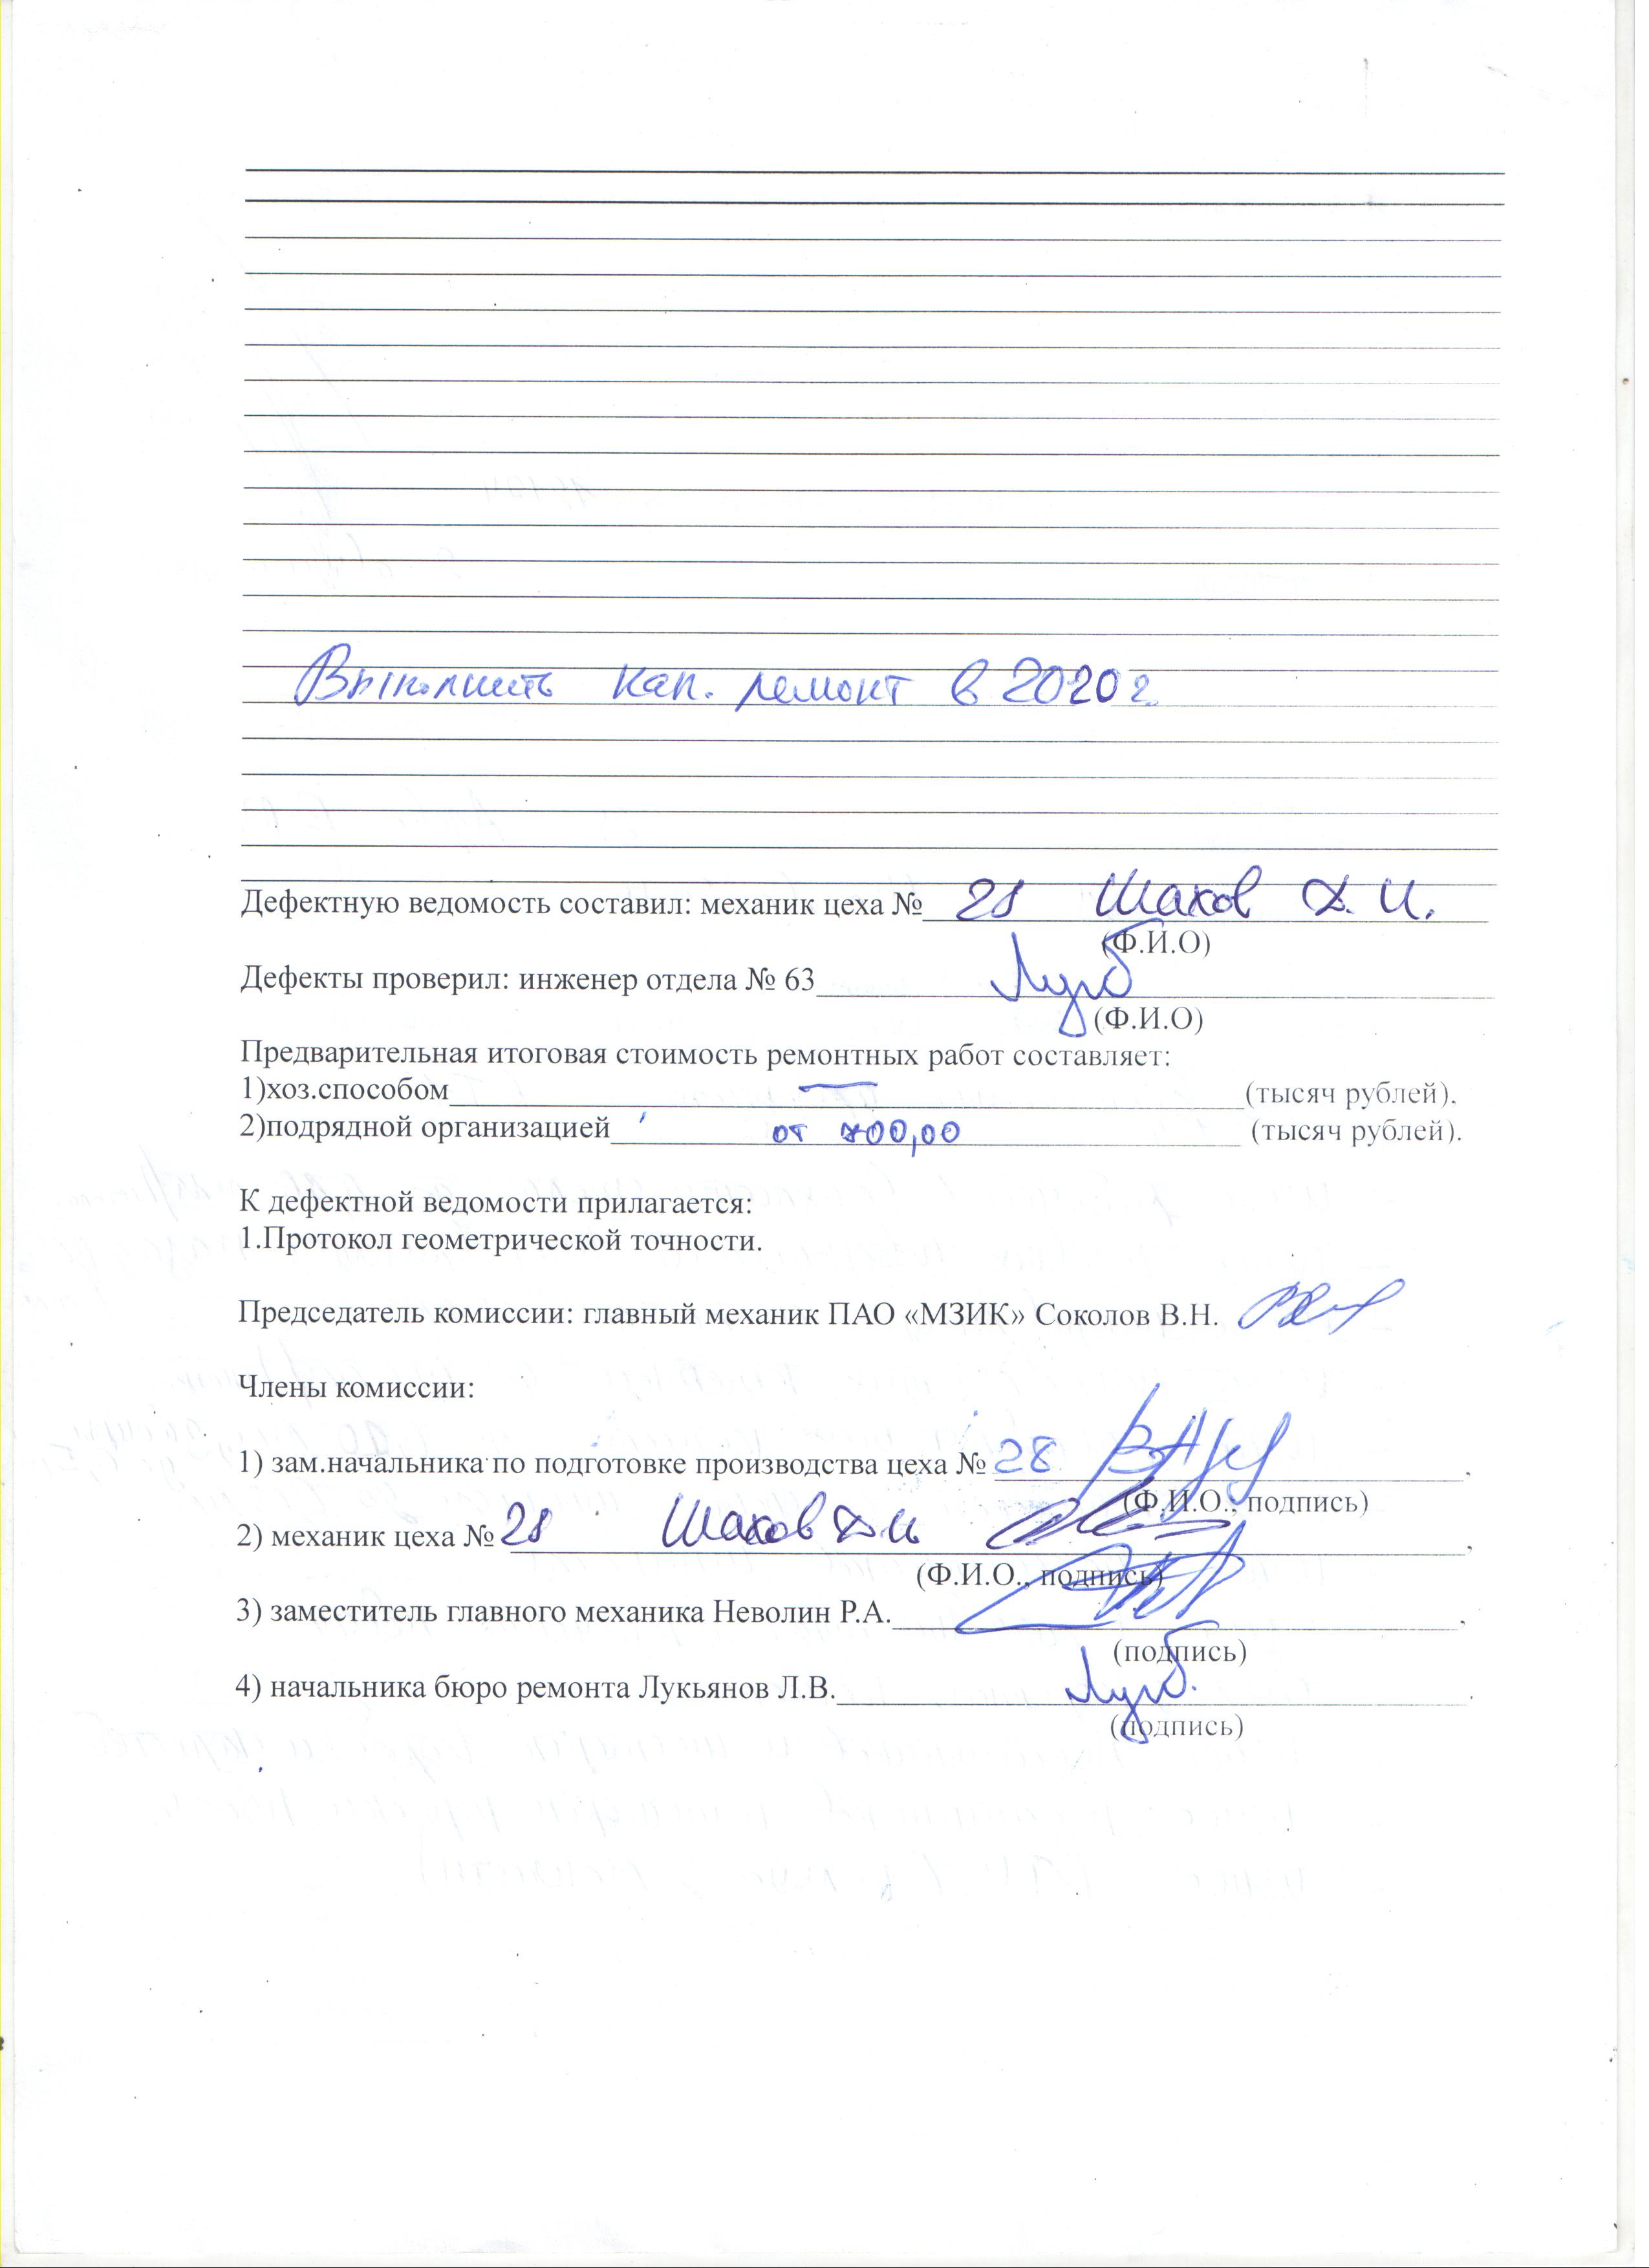 Выполнить кап. ремонт в 2020 г.
Дефектную ведомость составил: механик цеха № 28 Шахов Д. И.
(Ф.И.О)
Дефекты проверил: инженер отдела № 63
(Ф.И.О)
Предварительная итоговая стоимость ремонтных работ составляет:
1)хоз.способом — (тысяч рублей).
2)подрядной организацией от 700,00 (тысяч рублей).
К дефектной ведомости прилагается:
1.Протокол геометрической точности.
Председатель комиссии: главный механик ПАО «МЗИК» Соколов В.Н.
Члены комиссии:
1) зам.начальника по подготовке производства цеха № 28 ,
(Ф.И.О., подпись)
2) механик цеха № 28 Шахов Д И ,
(Ф.И.О., подпись)
3) заместитель главного механика Неволин Р.А. ,
(подпись)
4) начальника бюро ремонта Лукьянов Л.В. .
(подпись)